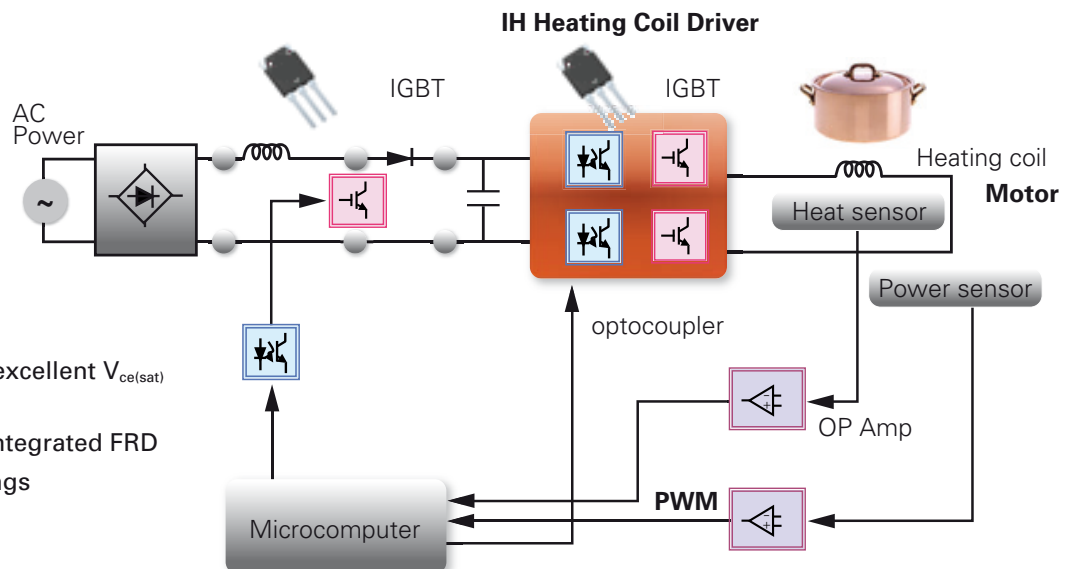 IH Heating Coil Driver
IGBT
IGBT
AC
Power
~
Heating coil
Motor
Heat sensor
Power sensor
optocoupler
excellent Vce(sat)
OP Amp
ntegrated FRD
ngs
PWM
Microcomputer